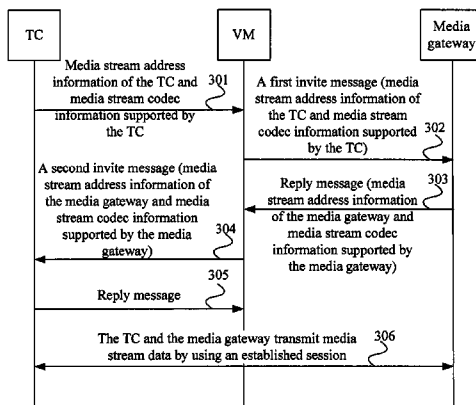 TC
VM
Media
gateway
Media stream address
information of the TC and
media stream codec
information supported by
the TC
301
A first invite message (media
stream address information of
the TC and media stream
codec information supported
by the TC)
302
A second invite message (media
stream address information of
the media gateway and media
stream codec information
supported by the media
gateway)
304
Reply message (media
stream address information
of the media gateway and
media stream codec
information supported by
the media gateway)
303
305
Reply message
The TC and the media gateway transmit media
stream data by using an established session
306